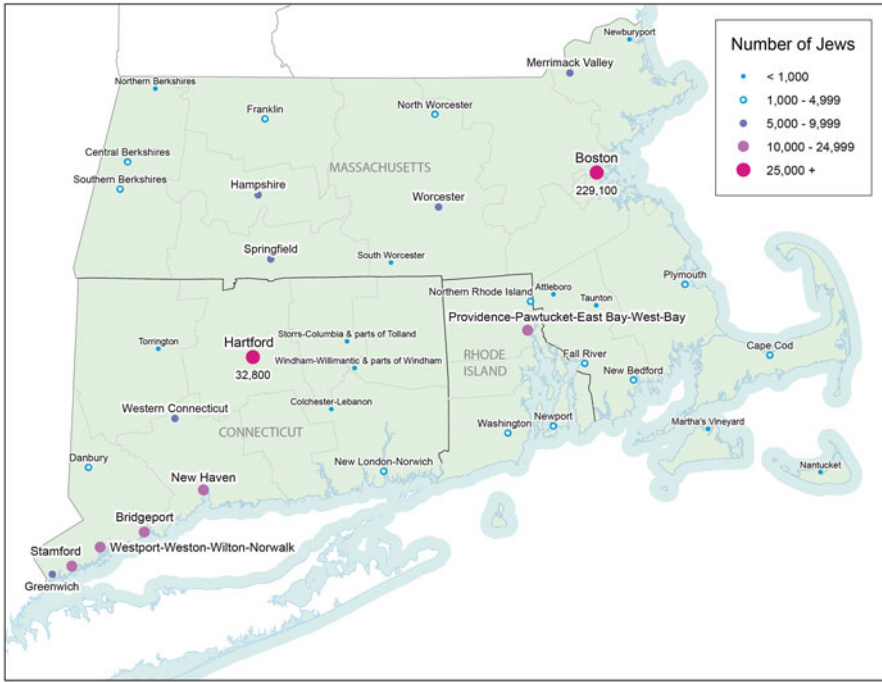 Newburyport
Number of Jews
< 1,000
1,000 - 4,999
5,000 - 9,999
10,000 - 24,999
25,000 +
Merrimack Valley
Northern Berkshires
Franklin
North Worcester
Central Berkshires
MASSACHUSETTS
Boston
229,100
Southern Berkshires
Hampshire
Worcester
Springfield
South Worcester
Plymouth
Northern Rhode Island
Attleboro
Taunton
Providence-Pawtucket-East Bay-West-Bay
Torrington
Hartford
32,800
Storrs-Columbia & parts of Tolland
Windham-Willimantic & parts of Windham
RHODE
ISLAND
Fall River
Cape Cod
New Bedford
Western Connecticut
Colchester-Lebanon
CONNECTICUT
Washington
Newport
Martha's Vineyard
Danbury
New London-Norwich
Nantucket
New Haven
Bridgeport
Stamford
Westport-Weston-Wilton-Norwalk
Greenwich